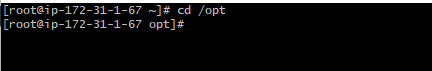 [root@ip-172-31-1-67 ~]# cd /opt
[root@ip-172-31-1-67 opt]#